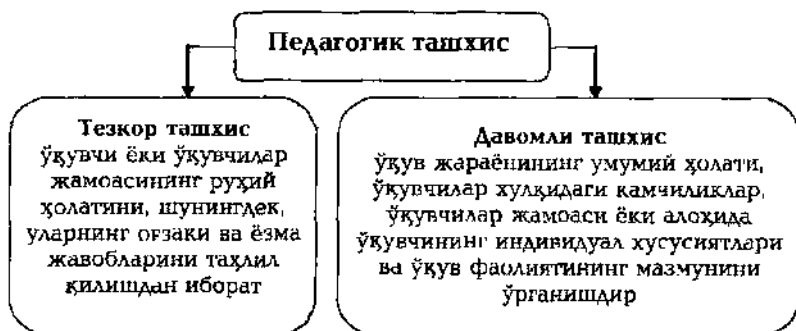 Педагогик ташхис
Тезкор ташхис
ўқувчи ёки ўқувчилар
жамоасининг руҳий
ҳолатини, шунингдек,
уларнинг оғзаки ва ёзма
жавобларини таҳлил
қилишдан иборат
Давомли ташхис
ўқув жараёнининг умумий ҳолати,
ўқувчилар хулқидаги камчиликлар,
ўқувчилар жамоаси ёки алоҳида
ўқувчининг индивидуал хусусиятлари
ва ўқув фаолиятининг мазмунини
ўрганишдир